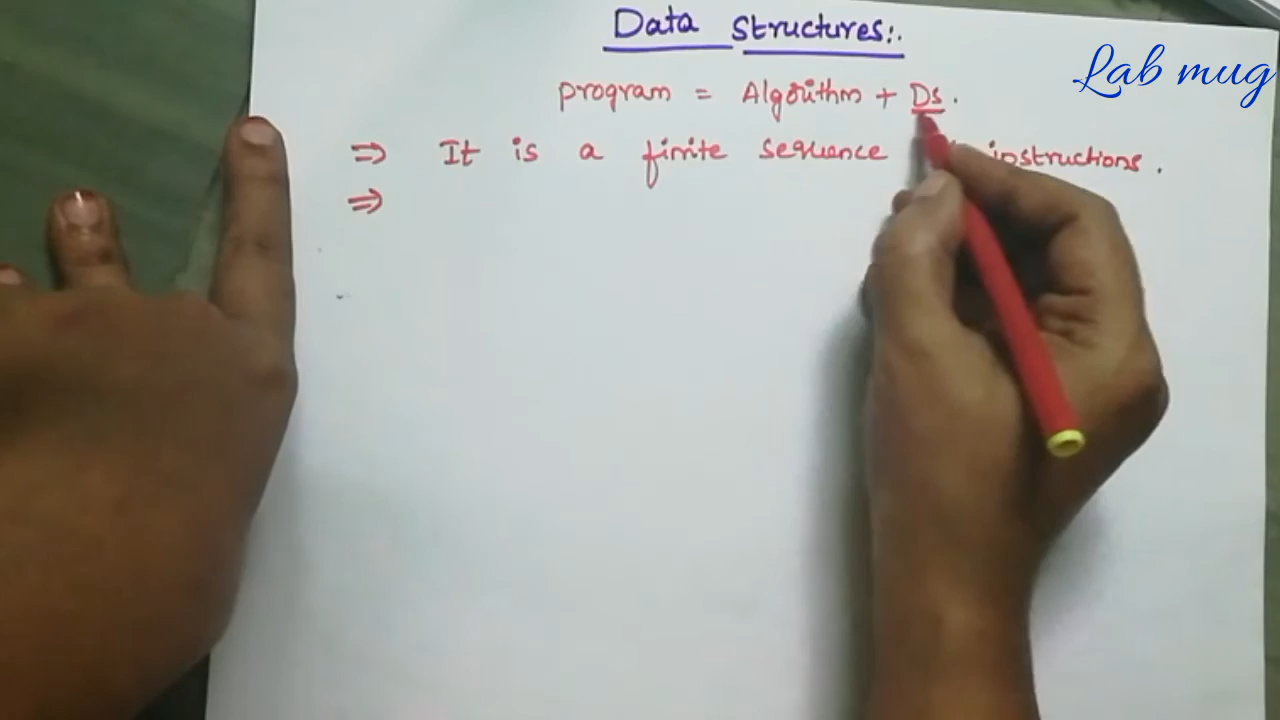 Data Structures:.
Lab mug
program = Algorithm + Ds.
⇒ It is a finite sequence instructions.
⇒